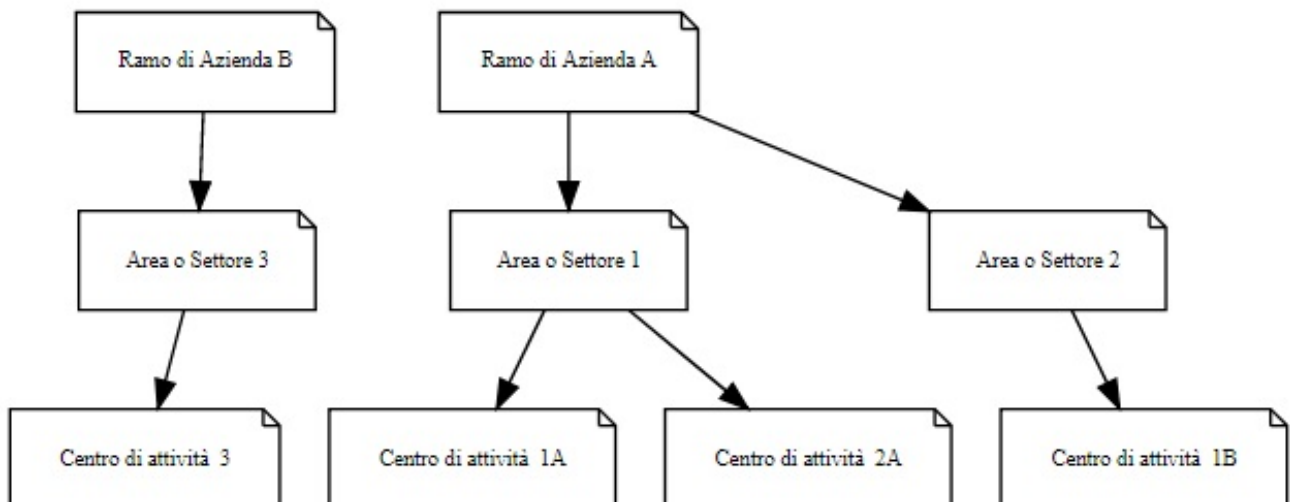 Ramo di Azienda B
Ramo di Azienda A
Area o Settore 3
Area o Settore 1
Area o Settore 2
Centro di attività 3
Centro di attività 1A
Centro di attività 2A
Centro di attività 1B